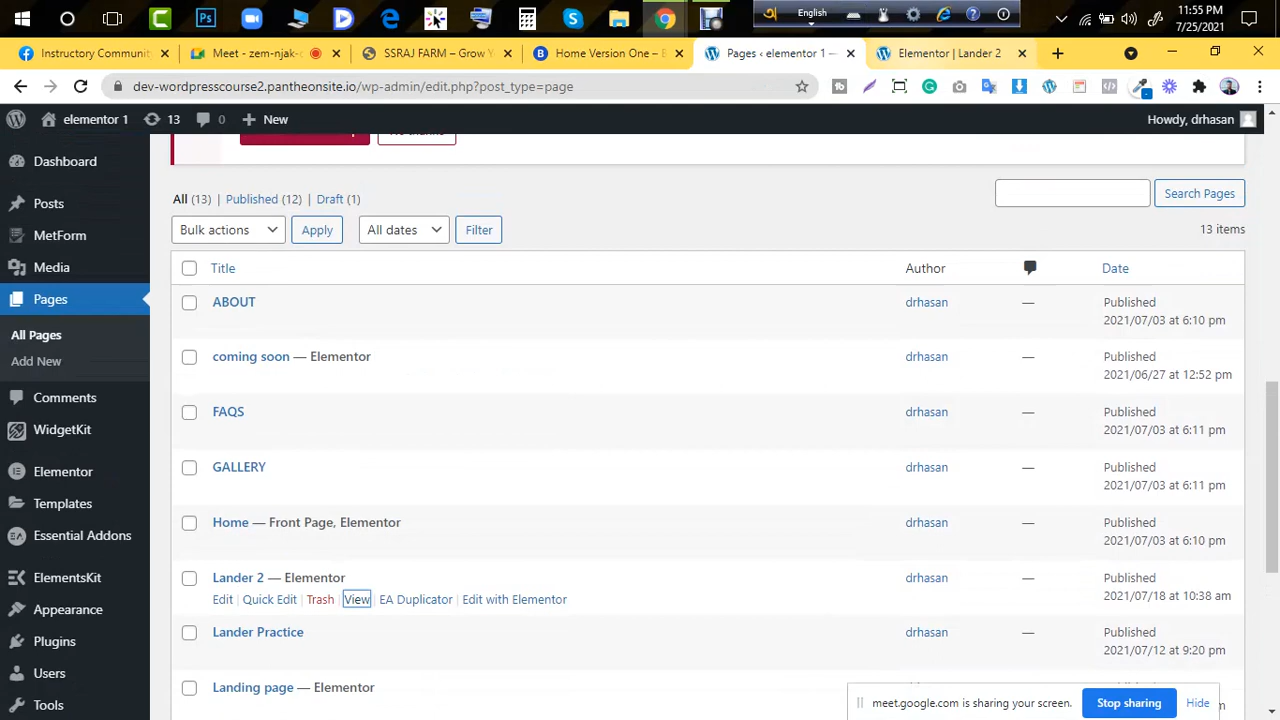 11:55 PM
English
7/25/2021
Instructory Community
Meet - zem-njak-
SSRAJ FARM – Grow Y
Home Version One – B
Pages ‹ elementor 1 —
Elementor | Lander 2
dev-wordpresscourse2.pantheonsite.io/wp-admin/edit.php?post_type=page
elementor 1
13
0
New
Howdy, drhasan
Dashboard
Posts
MetForm
Media
Pages
All Pages
Add New
Comments
WidgetKit
Elementor
Templates
Essential Addons
ElementsKit
Appearance
Plugins
Users
Tools
All (13) | Published (12) | Draft (1)
Search Pages
Bulk actions
Apply
All dates
Filter
13 items
Title
Author
Date
ABOUT
drhasan
—
Published
2021/07/03 at 6:10 pm
coming soon — Elementor
drhasan
—
Published
2021/06/27 at 12:52 pm
FAQS
drhasan
—
Published
2021/07/03 at 6:11 pm
GALLERY
drhasan
—
Published
2021/07/03 at 6:11 pm
Home — Front Page, Elementor
drhasan
—
Published
2021/07/03 at 6:10 pm
Lander 2 — Elementor
Edit | Quick Edit | Trash | View | EA Duplicator | Edit with Elementor
drhasan
—
Published
2021/07/18 at 10:38 am
Lander Practice
drhasan
—
Published
2021/07/12 at 9:20 pm
Landing page — Elementor
meet.google.com is sharing your screen.
Stop sharing
Hide